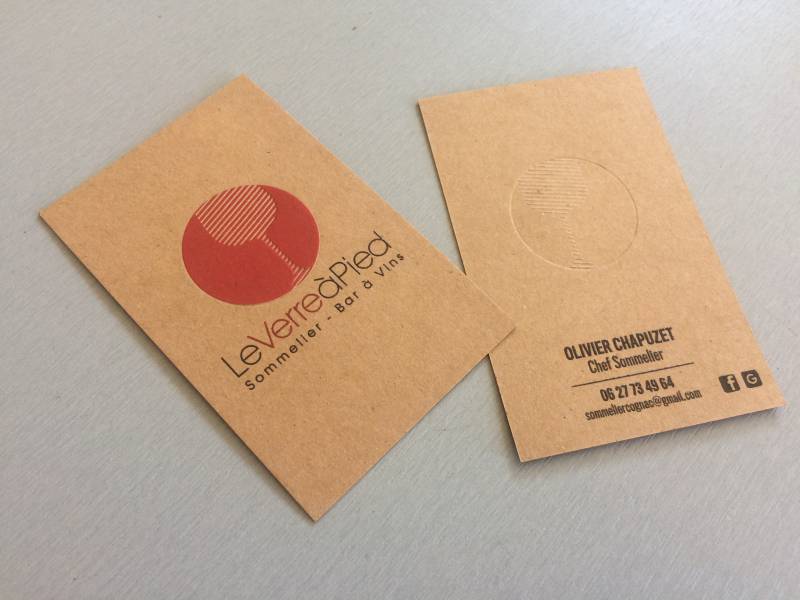 LeVerreàPied
Sommelier - Bar à Vins
OLIVIER CHAPUZET
Chef Sommelier
06 27 73 49 64
sommeliercognac@gmail.com
f G